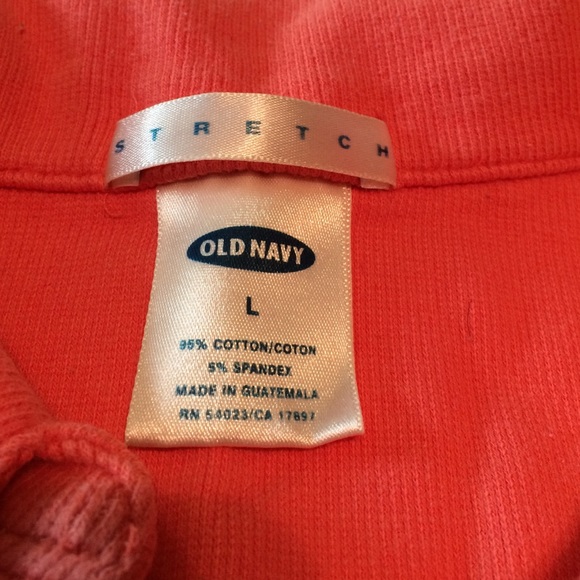 STRETCH
OLD NAVY
L
95% COTTON/COTON
5% SPANDEX
MADE IN GUATEMALA
RN 54023/CA 17897